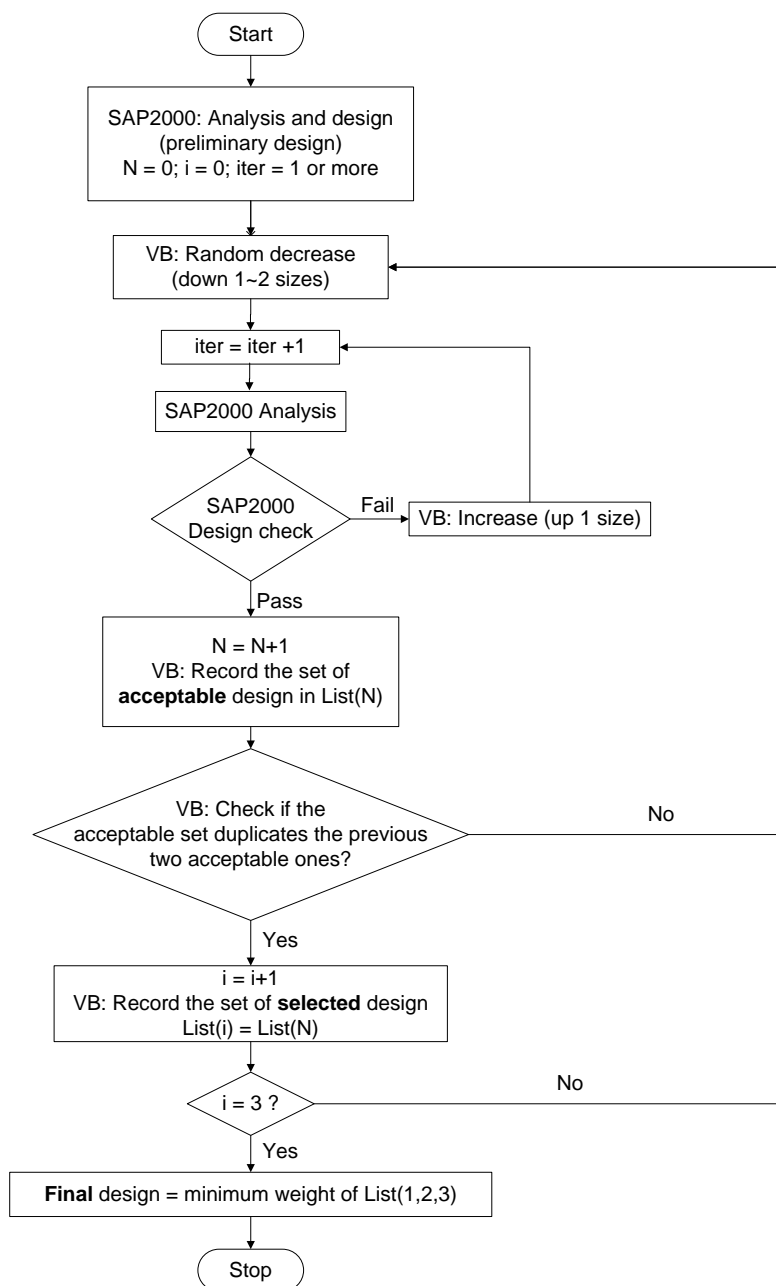 Start
SAP2000: Analysis and design
(preliminary design)
N = 0; i = 0; iter = 1 or more
VB: Random decrease
(down 1~2 sizes)
iter = iter +1
SAP2000 Analysis
SAP2000
Design check
Fail
VB: Increase (up 1 size)
Pass
N = N+1
VB: Record the set of
acceptable design in List(N)
VB: Check if the
acceptable set duplicates the previous
two acceptable ones?
No
Yes
i = i+1
VB: Record the set of selected design
List(i) = List(N)
i = 3 ?
No
Yes
Final design = minimum weight of List(1,2,3)
Stop